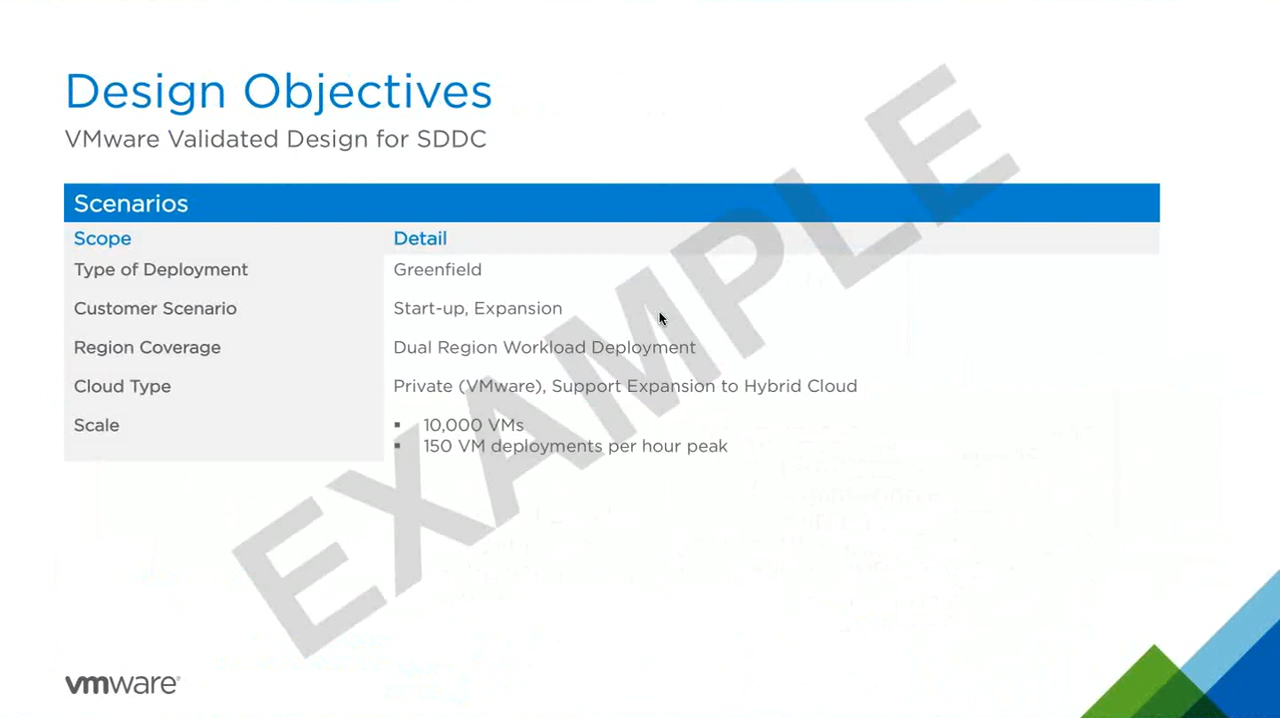 Design Objectives
VMware Validated Design for SDDC
Scenarios
Scope Detail
Type of Deployment Greenfield
Customer Scenario Start-up, Expansion
Region Coverage Dual Region Workload Deployment
Cloud Type Private (VMware), Support Expansion to Hybrid Cloud
Scale ▪ 10,000 VMs
▪ 150 VM deployments per hour peak
EXAMPLE
vmware®